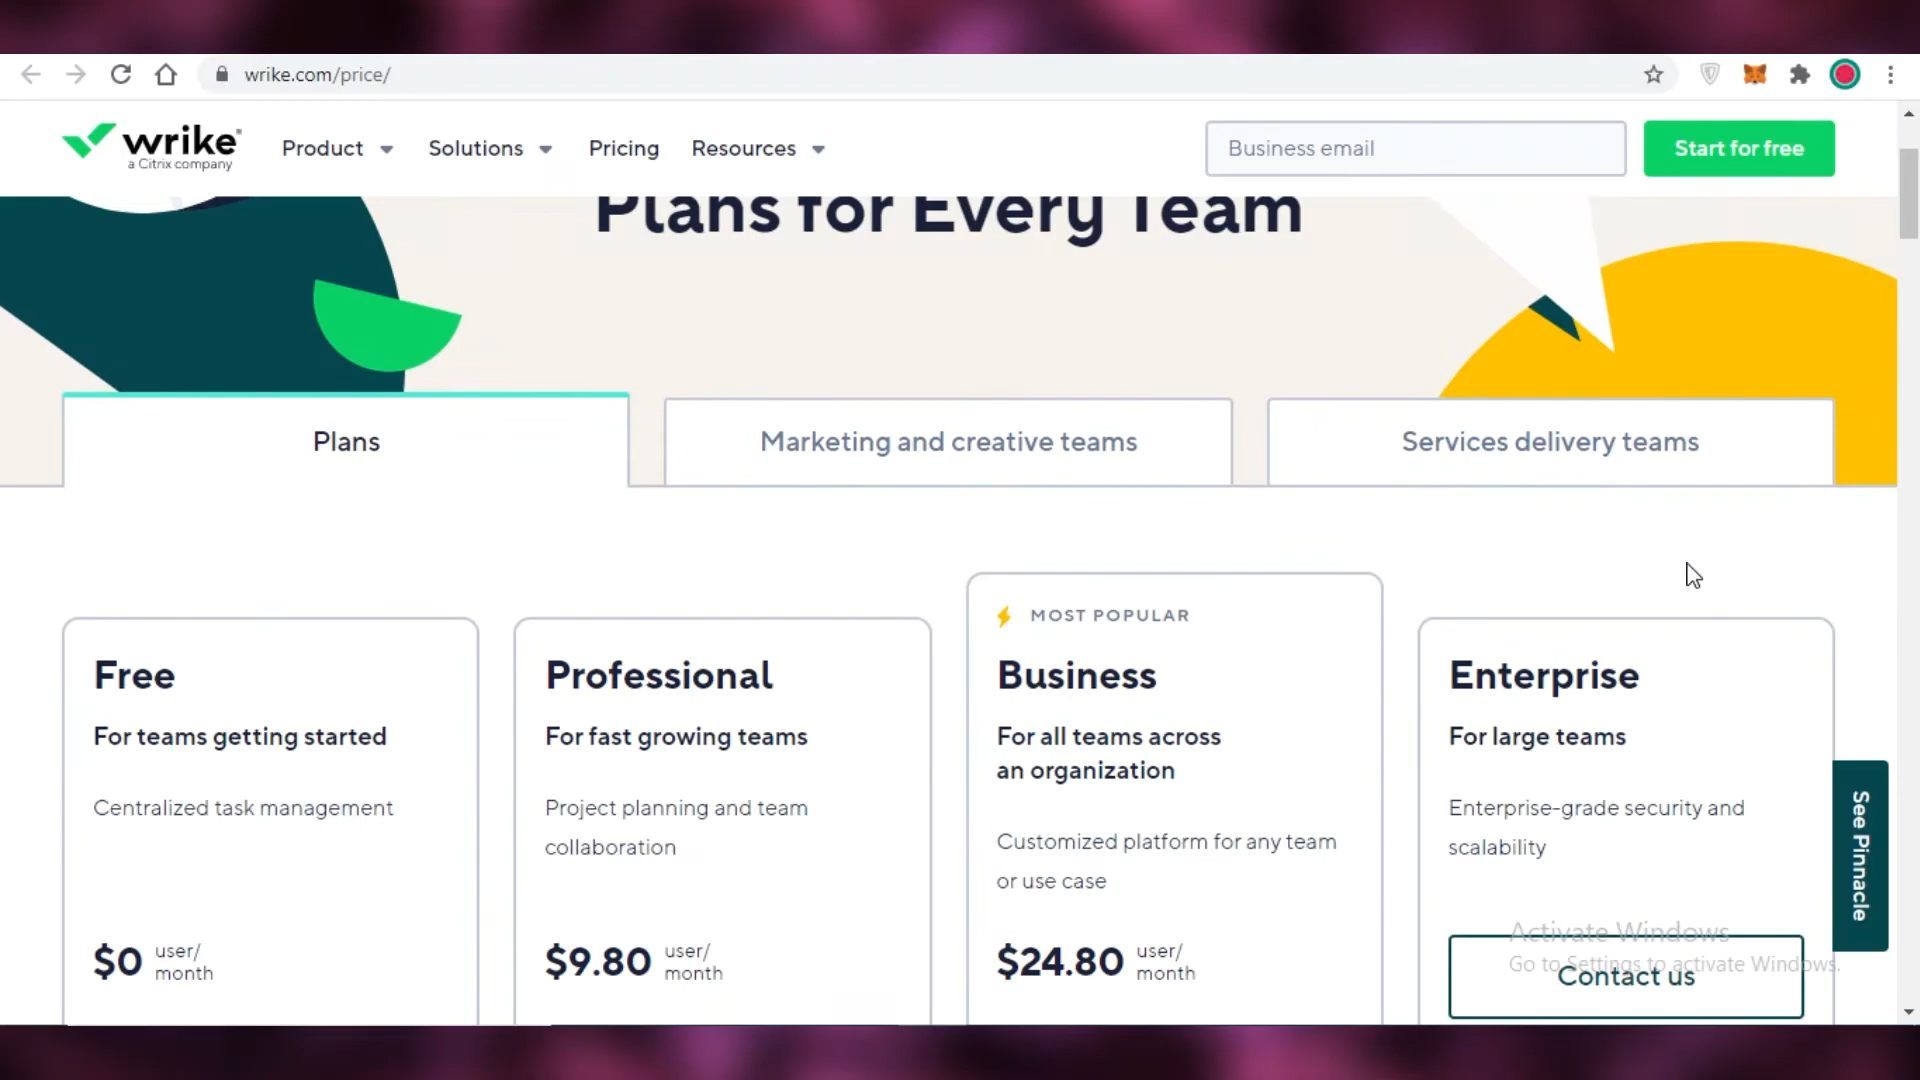 wrike.com/price/
wrike
a Citrix company
Product
Solutions
Pricing
Resources
Business email
Start for free
Plans for Every Team
Plans
Marketing and creative teams
Services delivery teams
Free
For teams getting started
Centralized task management
$0 user/
month
Professional
For fast growing teams
Project planning and team
collaboration
$9.80 user/
month
MOST POPULAR
Business
For all teams across
an organization
Customized platform for any team
or use case
$24.80 user/
month
Enterprise
For large teams
Enterprise-grade security and
scalability
Contact us
See Pinnacle
Activate Windows
Go to Settings to activate Windows.